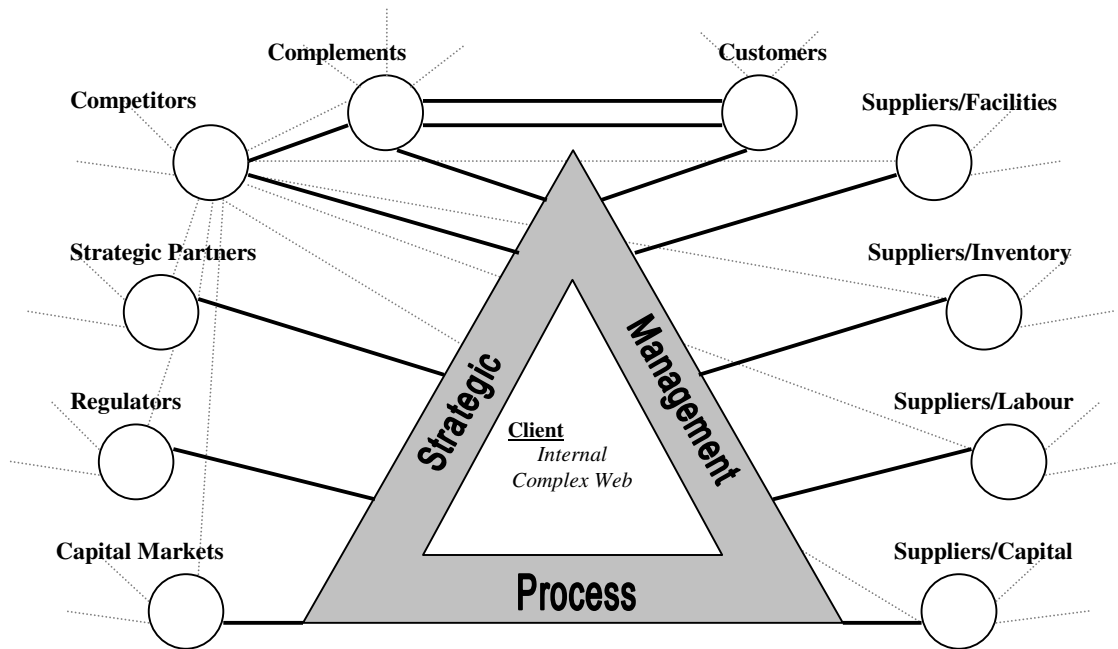 Complements
Customers
Competitors
Suppliers/Facilities
Strategic Partners
Suppliers/Inventory
Strategic
Management
Regulators
Suppliers/Labour
Client
Internal
Complex Web
Capital Markets
Suppliers/Capital
Process